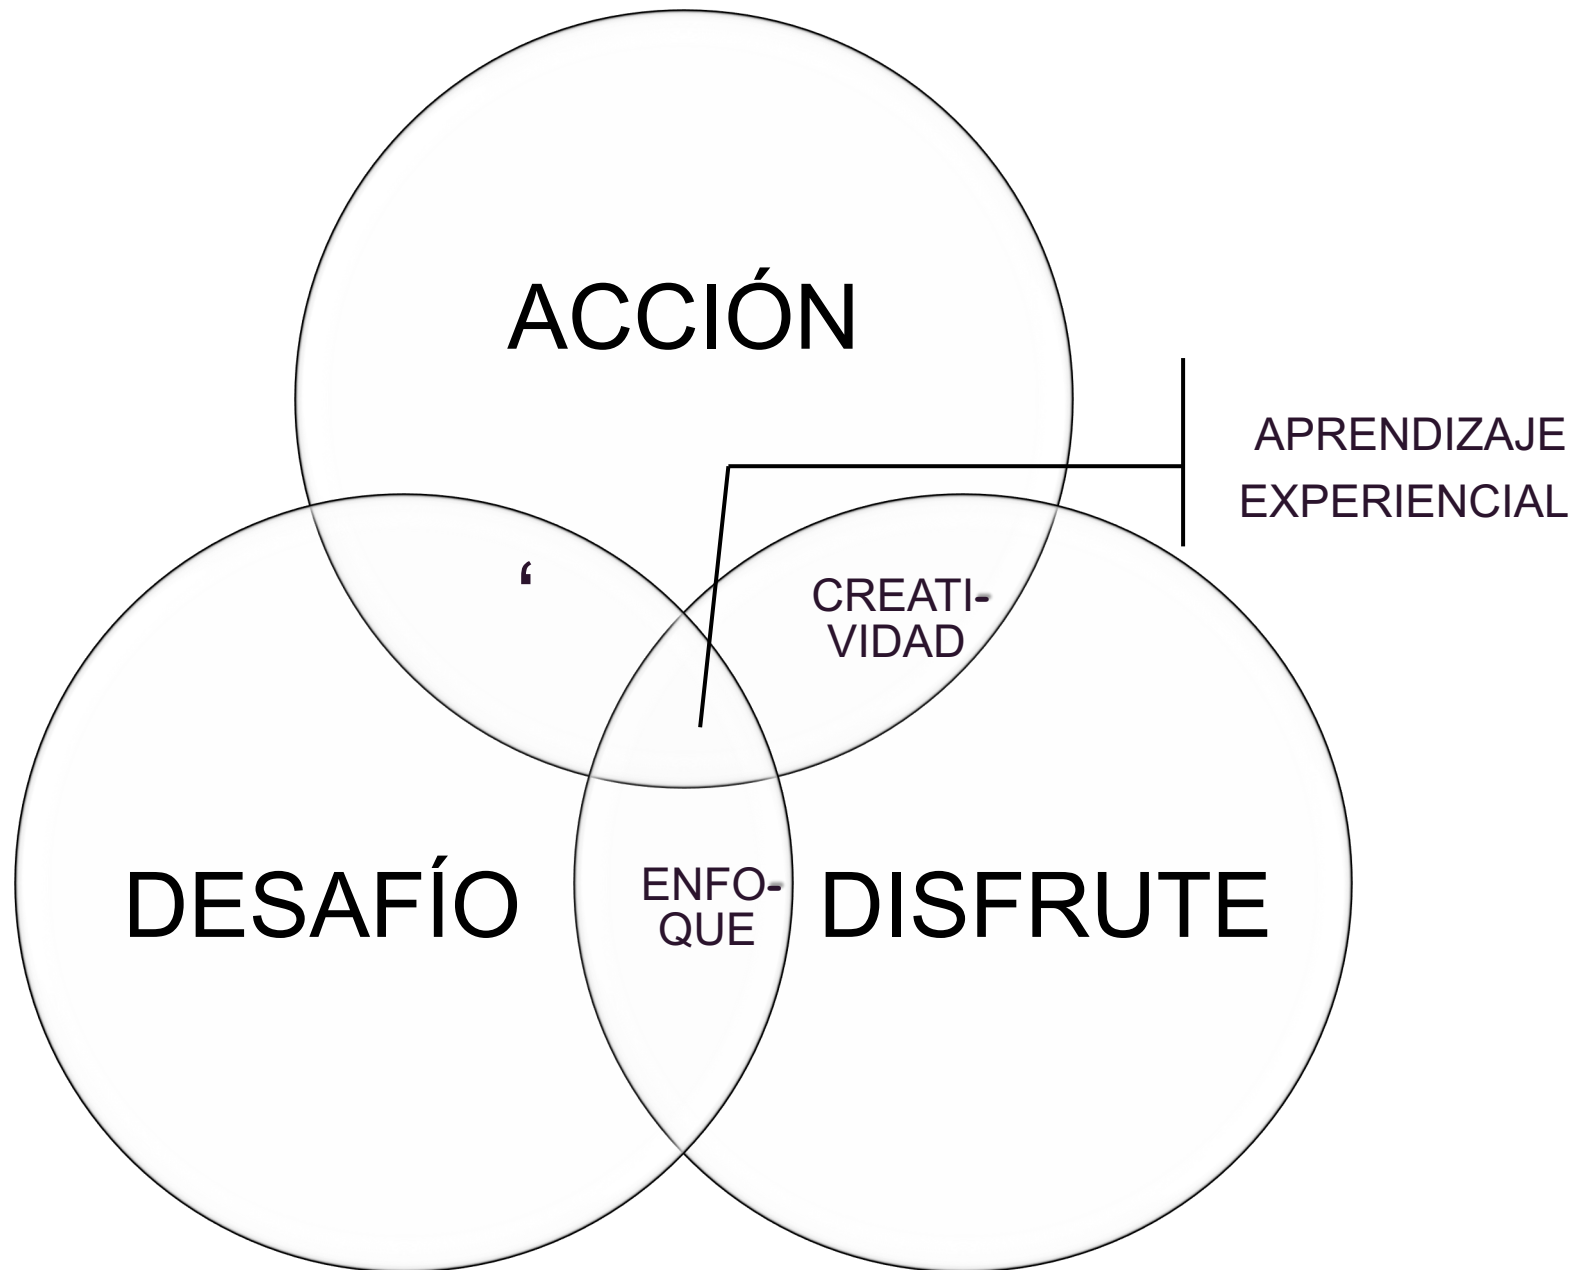 ACCIÓN
APRENDIZAJE
EXPERIENCIAL
‘
CREATI-
VIDAD
DESAFÍO
ENFO-
QUE
DISFRUTE